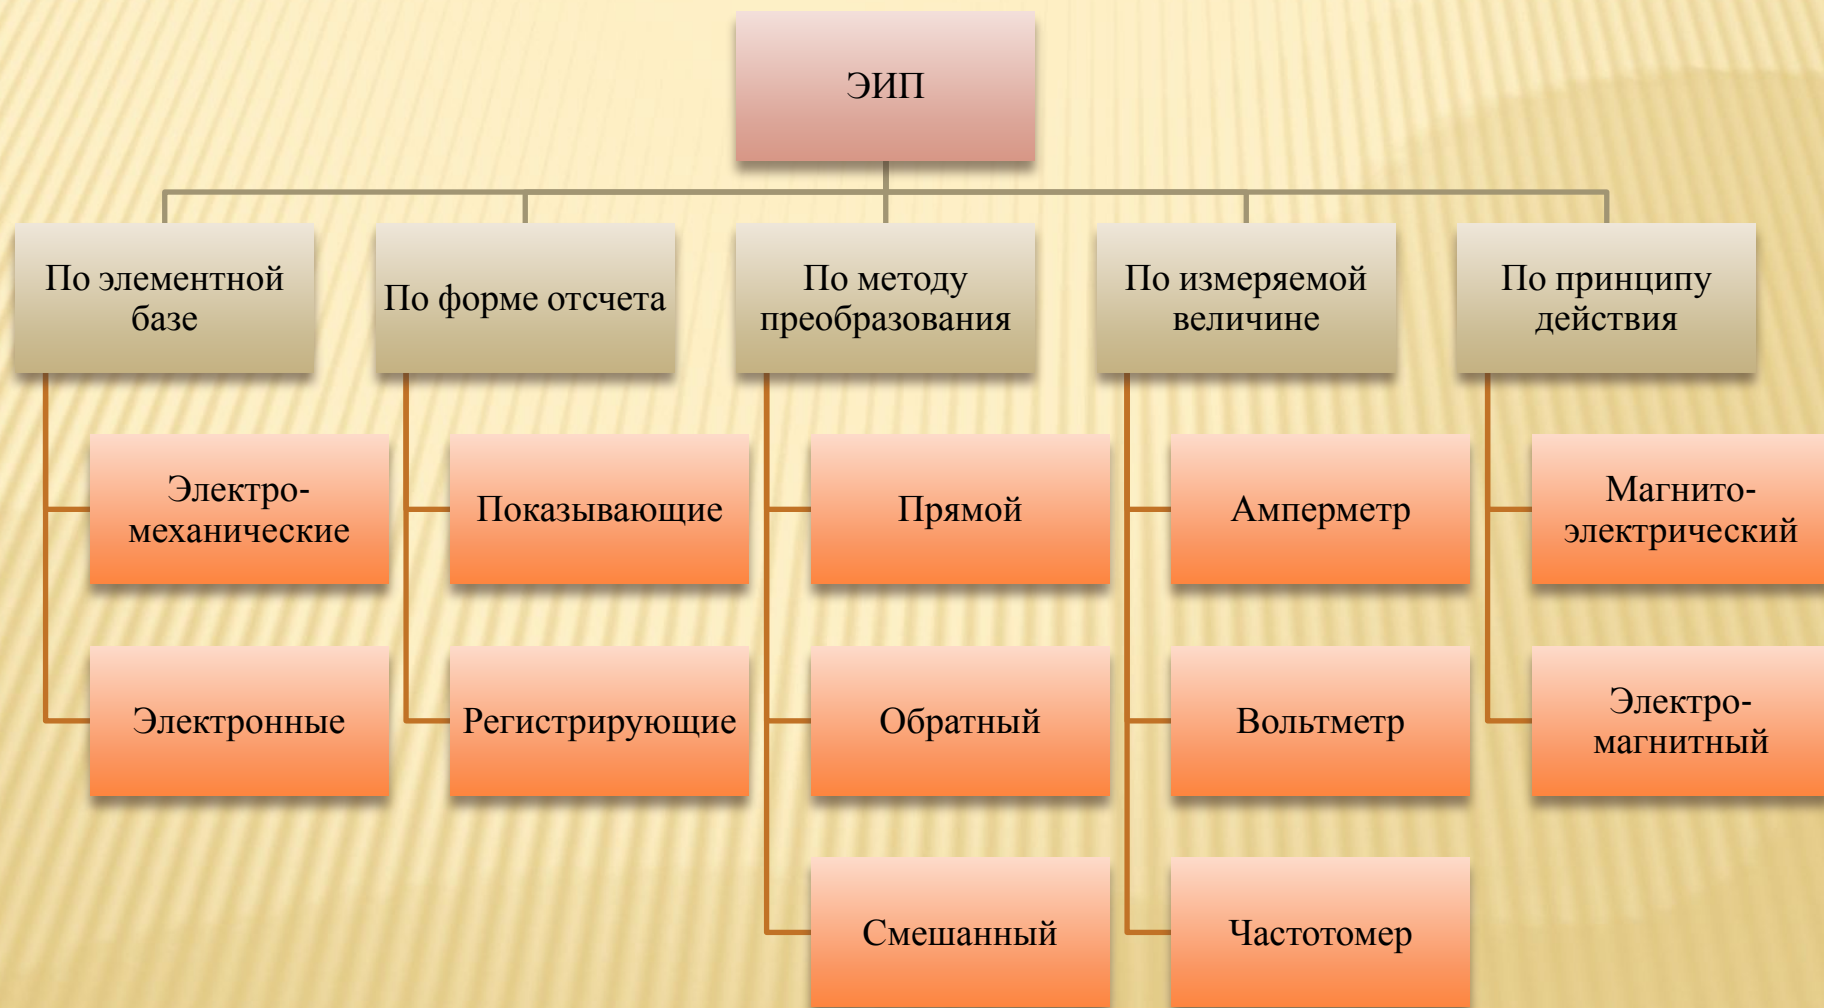 ЭИП
По элементной
базе
По форме отсчета
По методу
преобразования
По измеряемой
величине
По принципу
действия
Электро-
механические
Показывающие
Прямой
Амперметр
Магнито-
электрический
Электронные
Регистрирующие
Обратный
Вольтметр
Электро-
магнитный
Смешанный
Частотомер